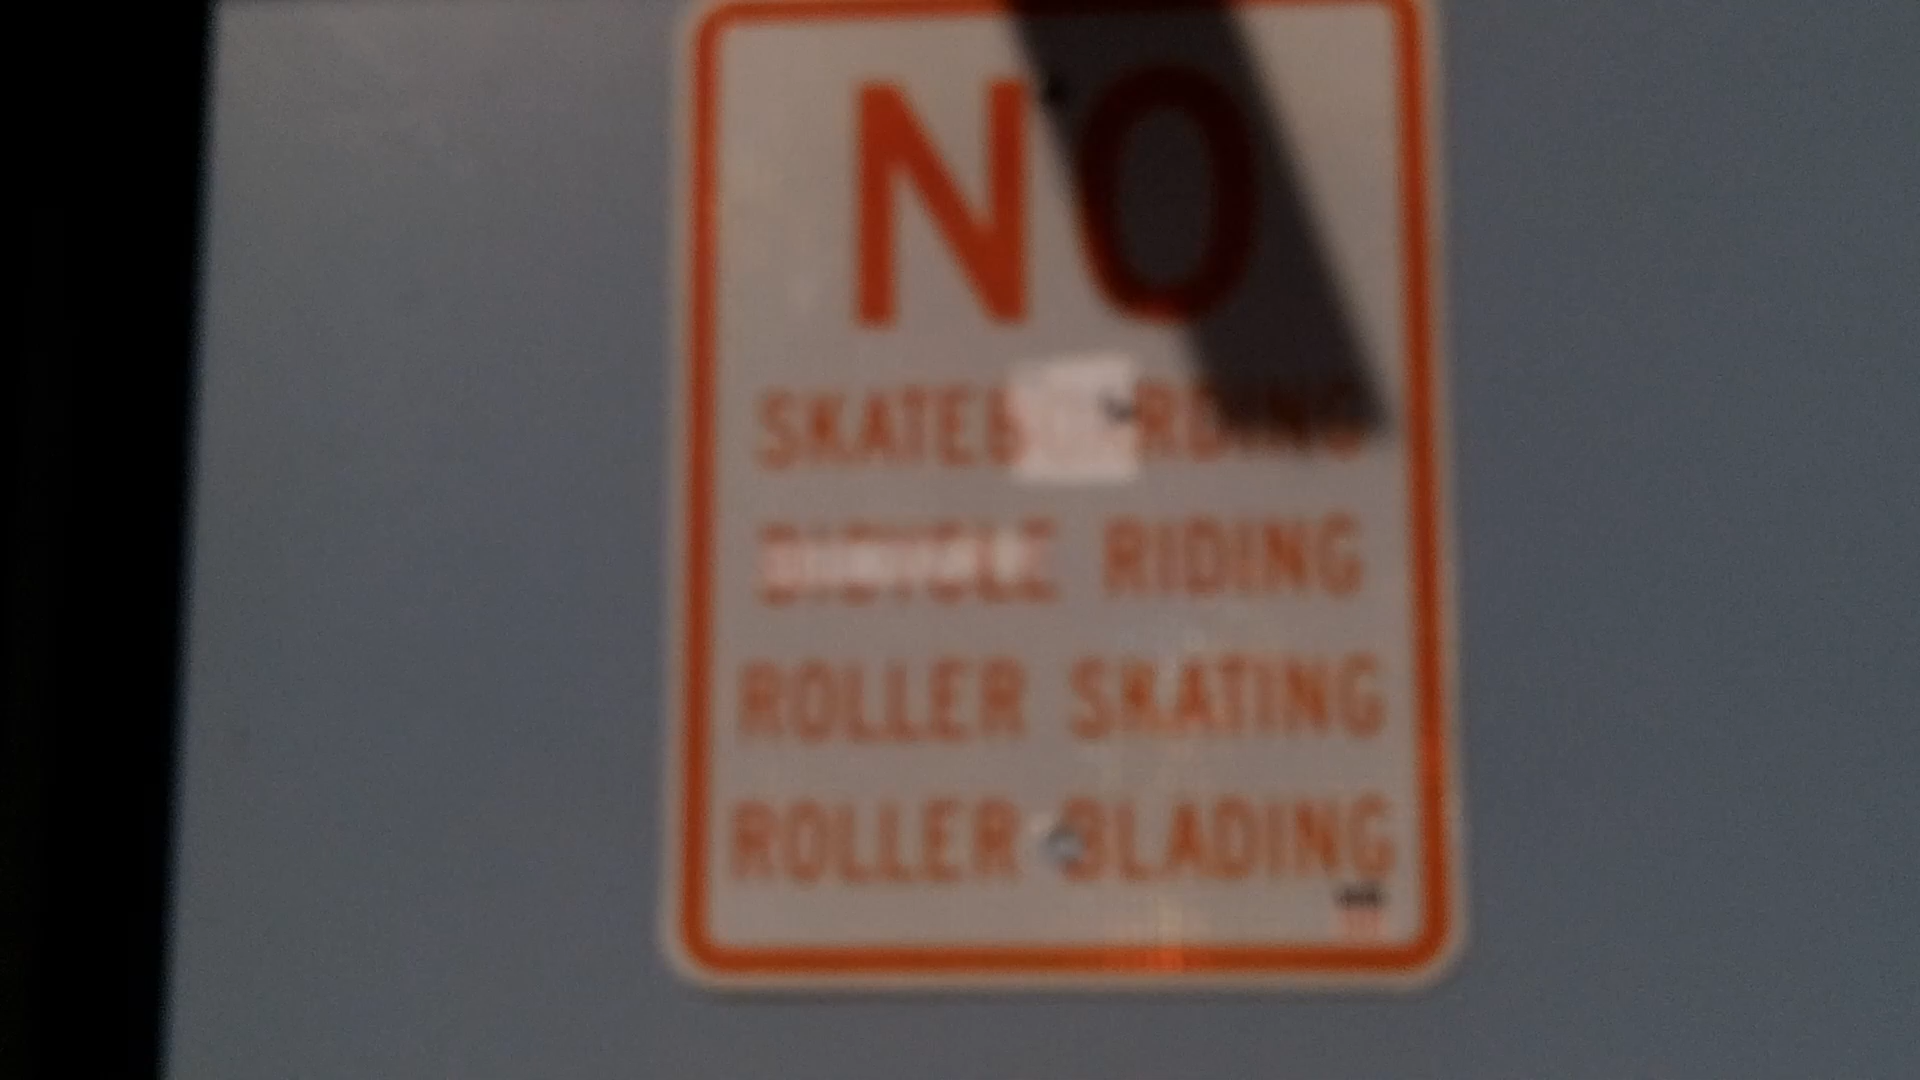 NO
SKATEBOARDING
BICYCLE RIDING
ROLLER SKATING
ROLLER BLADING